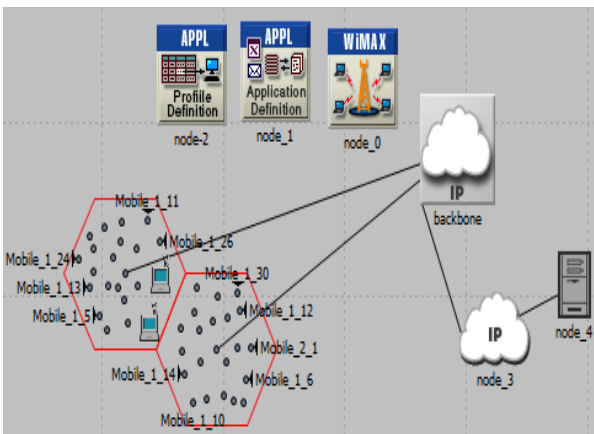 APPL
Profile
Definition
node-2
APPL
Application
Definition
node_1
WiMAX
node_0
IP
backbone
Mobile_1_11
Mobile_1_26
Mobile_1_24
Mobile_1_30
Mobile_1_13
Mobile_1_12
Mobile_1_5
IP
node_4
Mobile_2_1
Mobile_1_14
Mobile_1_6
node_3
Mobile_1_10